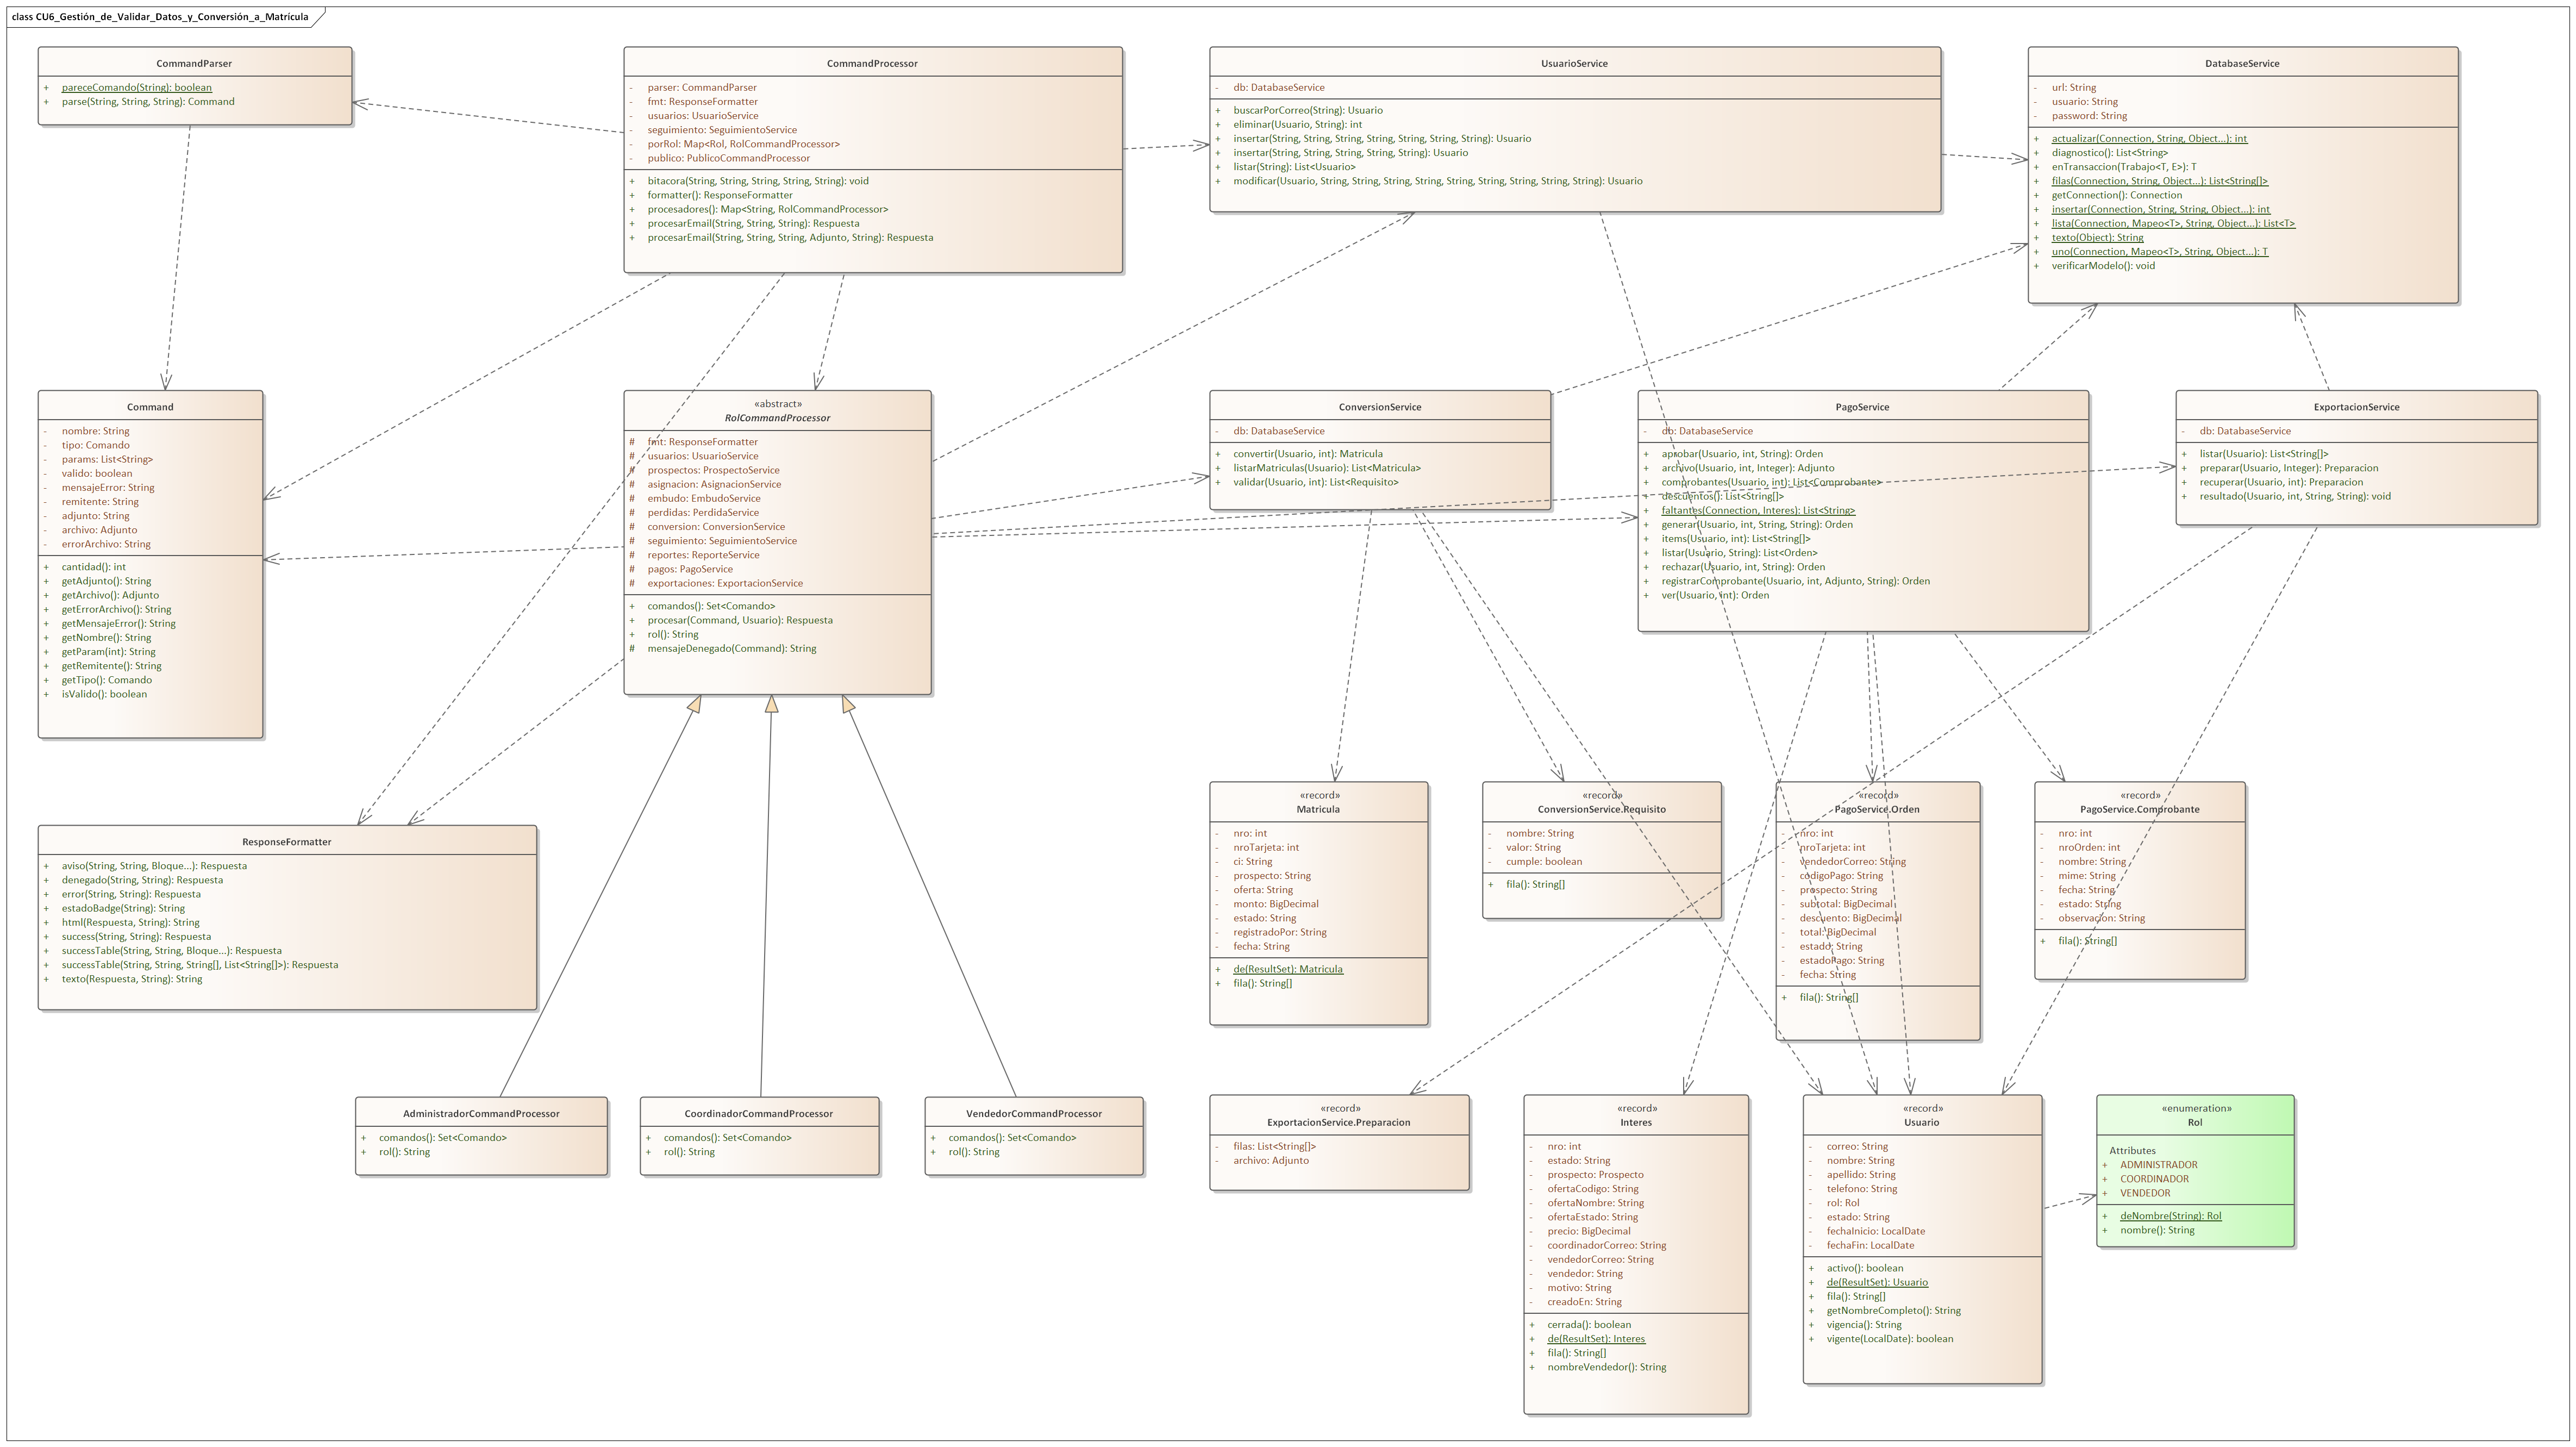 class CU6_Gestión_de_Validar_Datos_y_Conversión_a_Matrícula
CommandParser
+ pareceComando(String): boolean
+ parse(String, String, String): Command
CommandProcessor
- parser: CommandParser
- fmt: ResponseFormatter
- usuarios: UsuarioService
- seguimiento: SeguimientoService
- porRol: Map<Rol, RolCommandProcessor>
- publico: PublicoCommandProcessor
+ bitacora(String, String, String, String, String): void
+ formatter(): ResponseFormatter
+ procesadores(): Map<String, RolCommandProcessor>
+ procesarEmail(String, String, String): Respuesta
+ procesarEmail(String, String, String, Adjunto, String): Respuesta
UsuarioService
- db: DatabaseService
+ buscarPorCorreo(String): Usuario
+ eliminar(Usuario, String): int
+ insertar(String, String, String, String, String, String, String, String): Usuario
+ insertar(String, String, String, String, String, String): Usuario
+ listar(String): List<Usuario>
+ modificar(Usuario, String, String, String, String, String, String, String, String, String): Usuario
DatabaseService
- url: String
- usuario: String
- password: String
+ actualizar(Connection, String, Object...): int
+ diagnostico(): List<String>
+ enTransaccion(Trabajo<T, E>): T
+ filas(Connection, String, Object...): List<String[]>
+ getConnection(): Connection
+ insertar(Connection, String, String, Object...): int
+ lista(Connection, Mapeo<T>, String, Object...): List<T>
+ texto(Object): String
+ uno(Connection, Mapeo<T>, String, Object...): T
+ verificarModelo(): void
Command
- nombre: String
- tipo: Comando
- params: List<String>
- valido: boolean
- mensajeError: String
- remitente: String
- adjunto: String
- archivo: Adjunto
- errorArchivo: String
+ cantidad(): int
+ getAdjunto(): String
+ getArchivo(): Adjunto
+ getErrorArchivo(): String
+ getMensajeError(): String
+ getNombre(): String
+ getParam(int): String
+ getRemitente(): String
+ getTipo(): Comando
+ isValido(): boolean
«abstract»
RolCommandProcessor
# fmt: ResponseFormatter
# usuarios: UsuarioService
# prospectos: ProspectoService
# asignacion: AsignacionService
# embudo: EmbudoService
# perdidas: PerdidaService
# conversion: ConversionService
# seguimiento: SeguimientoService
# reportes: ReporteService
# pagos: PagoService
# exportaciones: ExportacionService
+ comandos(): Set<Comando>
+ procesar(Command, Usuario): Respuesta
+ rol(): String
# mensajeDenegado(Command): String
ConversionService
- db: DatabaseService
+ convertir(Usuario, int): Matricula
+ listarMatriculas(Usuario): List<Matricula>
+ validar(Usuario, int): List<Requisito>
PagoService
- db: DatabaseService
+ aprobar(Usuario, int, String): Orden
+ archivo(Usuario, int, Integer): Adjunto
+ comprobantes(Usuario, int): List<Comprobante>
+ descuentos(): List<String[]>
+ faltantes(Connection, Interes): List<String>
+ generar(Usuario, int, String, String): Orden
+ items(Usuario, int): List<String[]>
+ listar(Usuario, String): List<Orden>
+ rechazar(Usuario, int, String): Orden
+ registrarComprobante(Usuario, int, Adjunto, String): Orden
+ ver(Usuario, int): Orden
ExportacionService
- db: DatabaseService
+ listar(Usuario): List<String[]>
+ preparar(Usuario, Integer): Preparacion
+ recuperar(Usuario, int): Preparacion
+ resultado(Usuario, int, String, String): void
ResponseFormatter
+ aviso(String, String, Bloque...): Respuesta
+ denegado(String, String): Respuesta
+ error(String, String): Respuesta
+ estadoBadge(String): String
+ html(Respuesta, String): String
+ success(String, String): Respuesta
+ successTable(String, String, Bloque...): Respuesta
+ successTable(String, String, String[], List<String[]>): Respuesta
+ texto(Respuesta, String): String
«record»
Matricula
- nro: int
- nroTarjeta: int
- ci: String
- prospecto: String
- oferta: String
- monto: BigDecimal
- estado: String
- registradoPor: String
- fecha: String
+ de(ResultSet): Matricula
+ fila(): String[]
«record»
ConversionService.Requisito
- nombre: String
- valor: String
- cumple: boolean
+ fila(): String[]
«record»
PagoService.Orden
- nro: int
- nroTarjeta: int
- vendedorCorreo: String
- codigoPago: String
- prospecto: String
- subtotal: BigDecimal
- descuento: BigDecimal
- total: BigDecimal
- estado: String
- estadoPago: String
- fecha: String
+ fila(): String[]
«record»
PagoService.Comprobante
- nro: int
- nroOrden: int
- nombre: String
- mime: String
- fecha: String
- estado: String
- observacion: String
+ fila(): String[]
AdministradorCommandProcessor
+ comandos(): Set<Comando>
+ rol(): String
CoordinadorCommandProcessor
+ comandos(): Set<Comando>
+ rol(): String
VendedorCommandProcessor
+ comandos(): Set<Comando>
+ rol(): String
«record»
ExportacionService.Preparacion
- filas: List<String[]>
- archivo: Adjunto
«record»
Interes
- nro: int
- estado: String
- prospecto: Prospecto
- ofertaCodigo: String
- ofertaNombre: String
- ofertaEstado: String
- precio: BigDecimal
- coordinadorCorreo: String
- vendedorCorreo: String
- vendedor: String
- motivo: String
- creadoEn: String
+ cerrada(): boolean
+ de(ResultSet): Interes
+ fila(): String[]
+ nombreVendedor(): String
«record»
Usuario
- correo: String
- nombre: String
- apellido: String
- telefono: String
- rol: Rol
- estado: String
- fechaInicio: LocalDate
- fechaFin: LocalDate
+ activo(): boolean
+ de(ResultSet): Usuario
+ fila(): String[]
+ getNombreCompleto(): String
+ vigencia(): String
+ vigente(LocalDate): boolean
«enumeration»
Rol
Attributes
+ ADMINISTRADOR
+ COORDINADOR
+ VENDEDOR
+ deNombre(String): Rol
+ nombre(): String